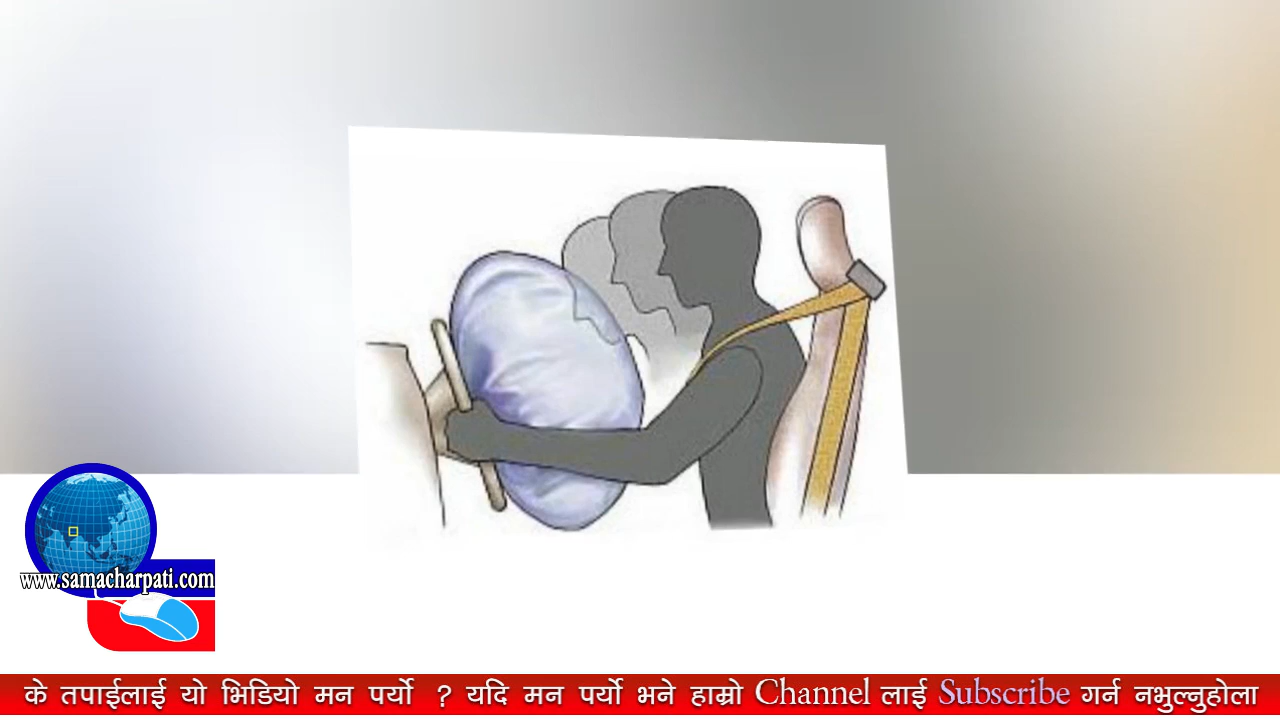 www.samacharpati.com
के तपाईलाई यो भिडियो मन पर्यो ? यदि मन पर्यो भने हाम्रो Channel लाई Subscribe गर्न नभुल्नुहोला